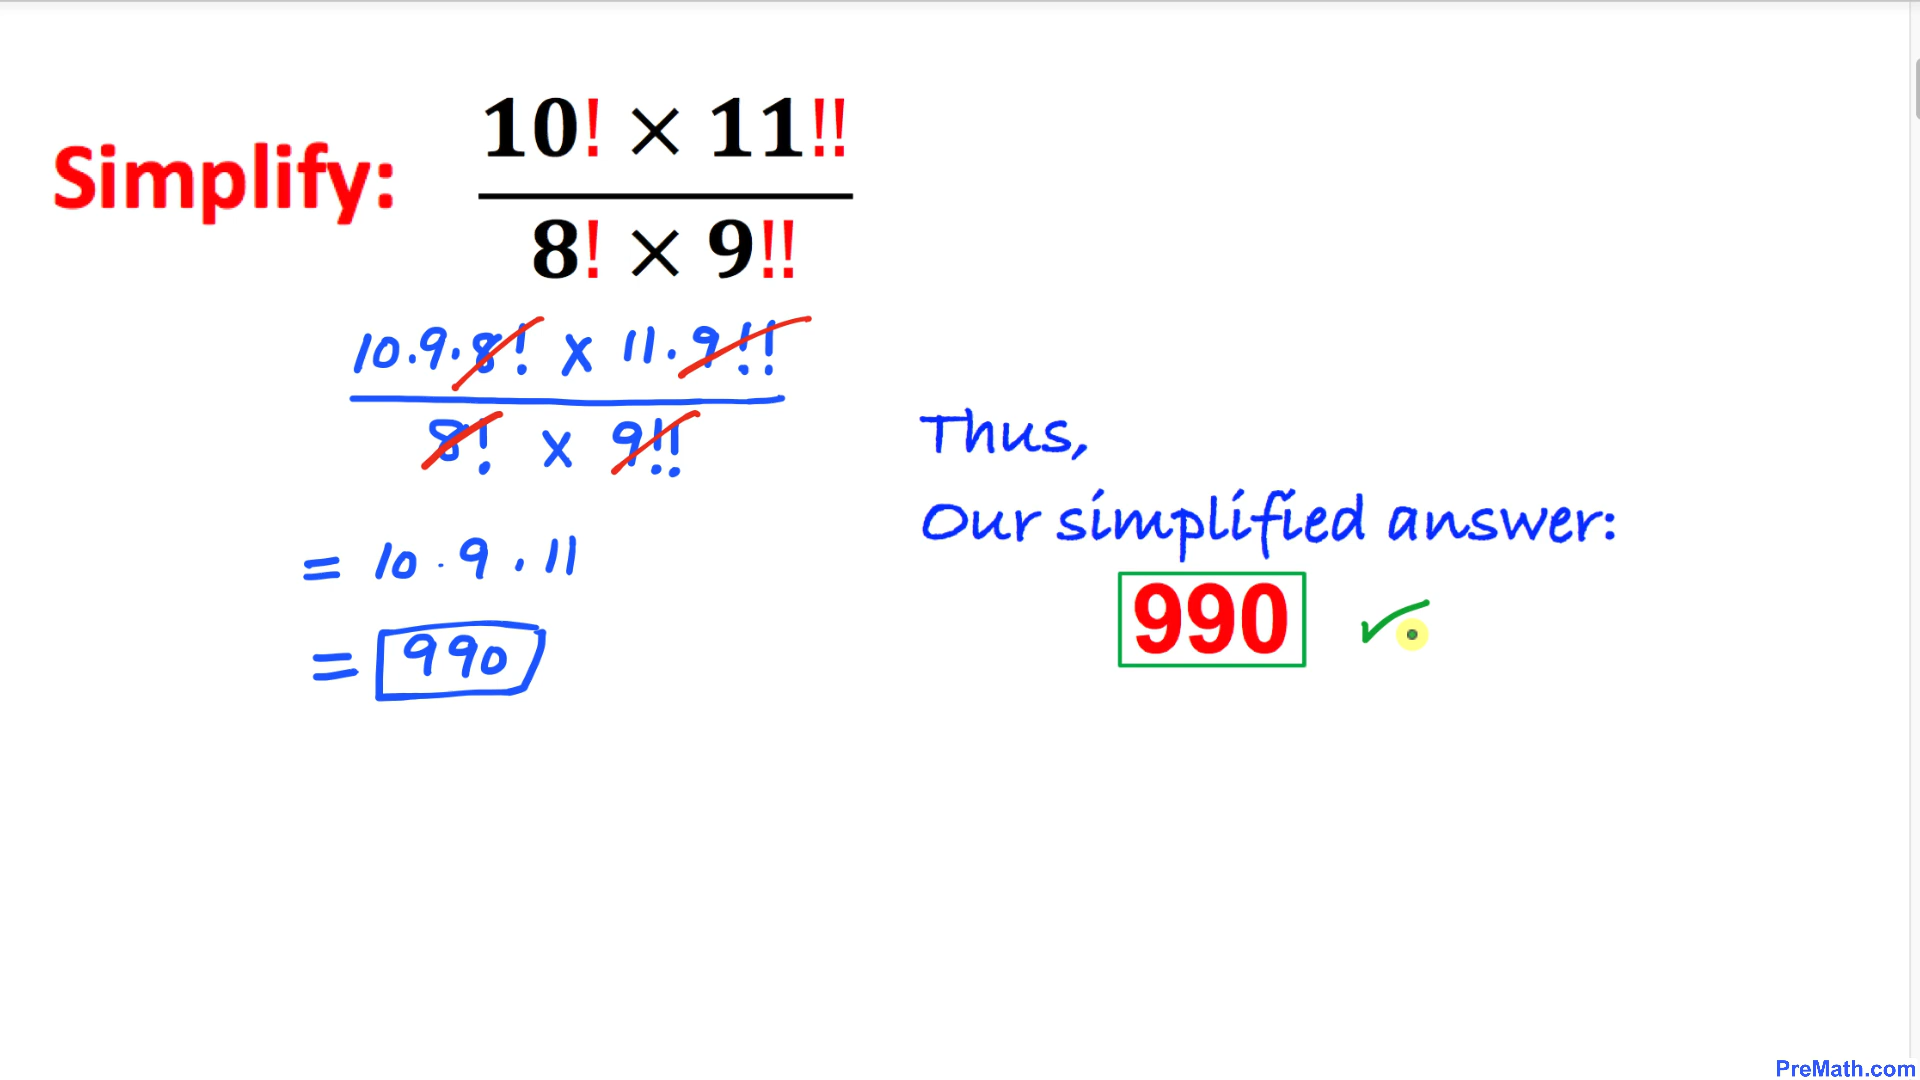 Simplify:
10! × 11!!
8! × 9!!
10.9.8! x 11.9!!
8! x 9!!
= 10.9.11
= 990
Thus,
Our simplified answer:
990
PreMath.com